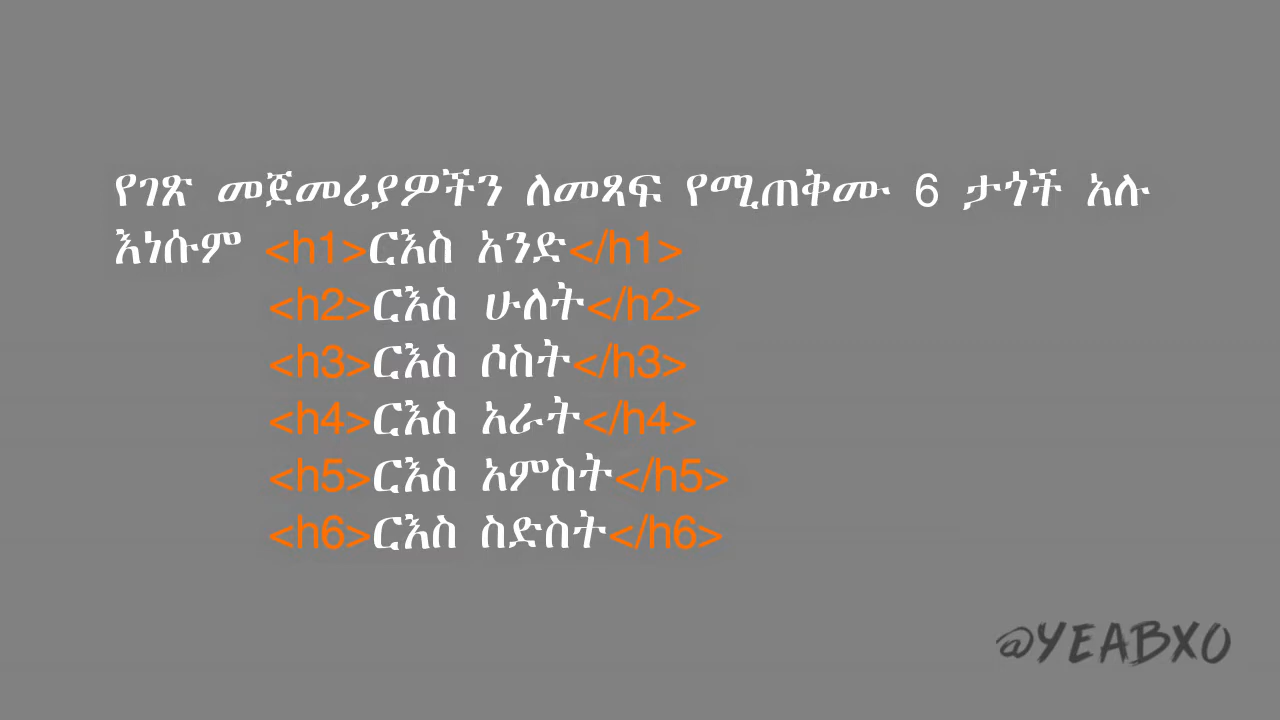 የገጽ መጀመሪያዎችን ለመጻፍ የሚጠቅሙ 6 ታጎች አሉ
እነሱም <h1>ርእስ አንድ</h1>
<h2>ርእስ ሁለት</h2>
<h3>ርእስ ሶስት</h3>
<h4>ርእስ አራት</h4>
<h5>ርእስ አምስት</h5>
<h6>ርእስ ስድስት</h6>
@YEABXO